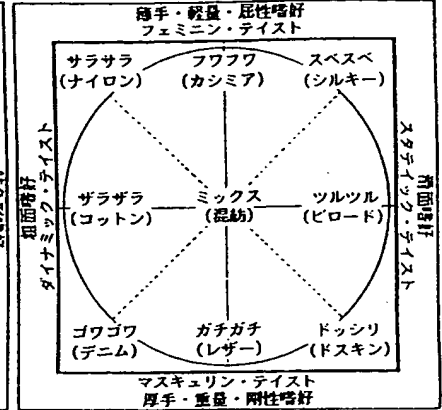 薄手・軽量・屈性嗜好
フェミニン・テイスト
サラサラ
(ナイロン)
フワフワ
(カシミア)
スベスベ
(シルキー)
粗面嗜好
ダイナミック・テイスト
ザラザラ
(コットン)
ミックス
(混紡)
ツルツル
(ビロード)
スタティック・テイスト
滑面嗜好
ゴワゴワ
(デニム)
ガチガチ
(レザー)
ドッシリ
(ドスキン)
マスキュリン・テイスト
厚手・重量・剛性嗜好